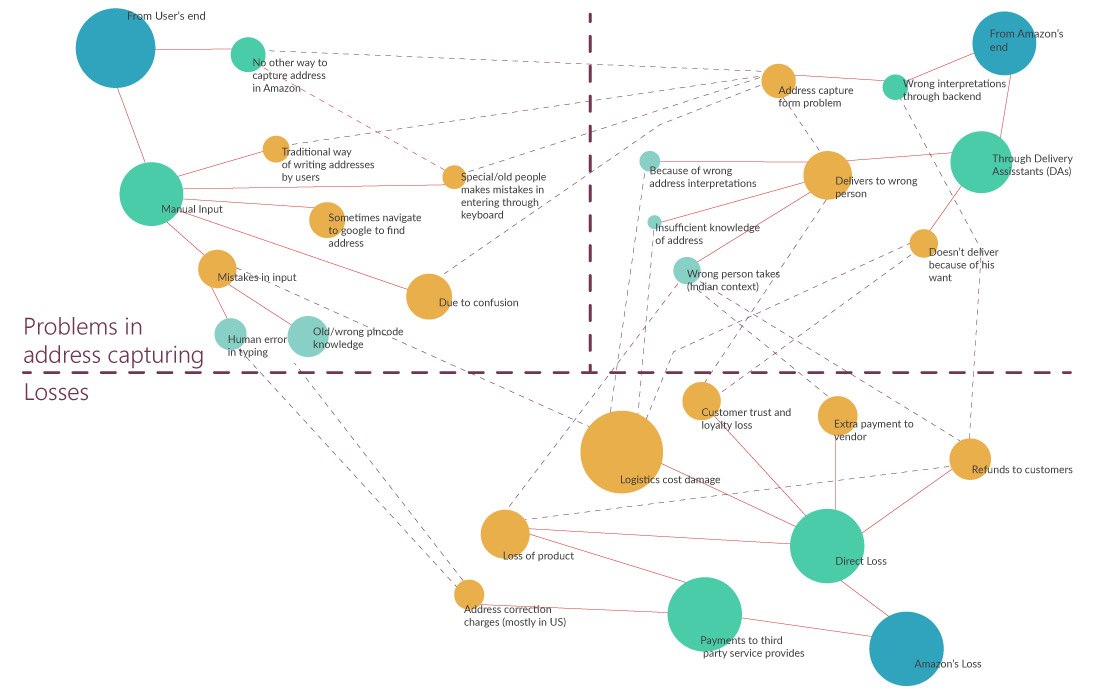 From User's end
No other way to
capture address
in Amazon
Traditional way
of writing addresses
by users
Special/old people
makes mistakes in
entering through
keyboard
Manual Input
Sometimes navigate
to google to find
address
Mistakes in input
Due to confusion
Human error
in typing
Old/wrong pincode
knowledge
From Amazon's
end
Address capture
form problem
Wrong interpretations
through backend
Because of wrong
address interpretations
Delivers to wrong
person
Through Delivery
Assisstants (DAs)
Insufficient knowledge
of address
Wrong person takes
(Indian context)
Doesn't deliver
because of his
want
Problems in
address capturing
Losses
Customer trust and
loyalty loss
Extra payment to
vendor
Logistics cost damage
Refunds to customers
Loss of product
Direct Loss
Address correction
charges (mostly in US)
Payments to third
party service provides
Amazon's Loss